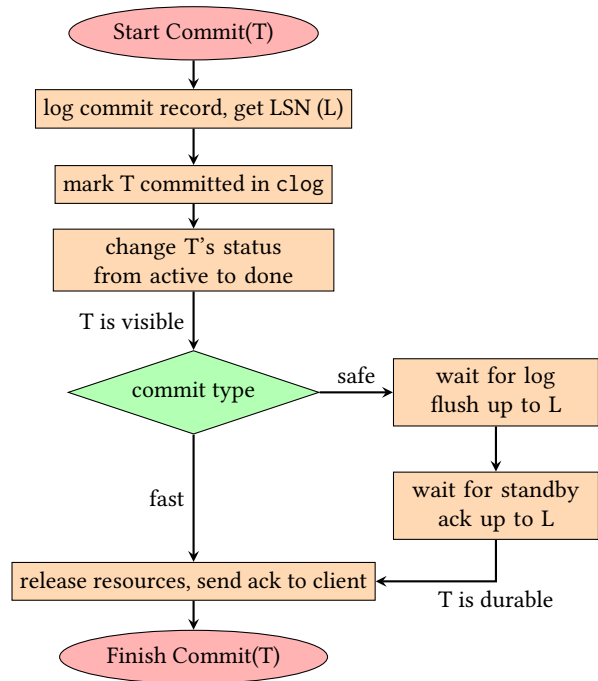 Start Commit(T)
log commit record, get LSN (L)
mark T committed in clog
change T's status
from active to done
T is visible
commit type
safe
wait for log
flush up to L
fast
wait for standby
ack up to L
release resources, send ack to client
T is durable
Finish Commit(T)